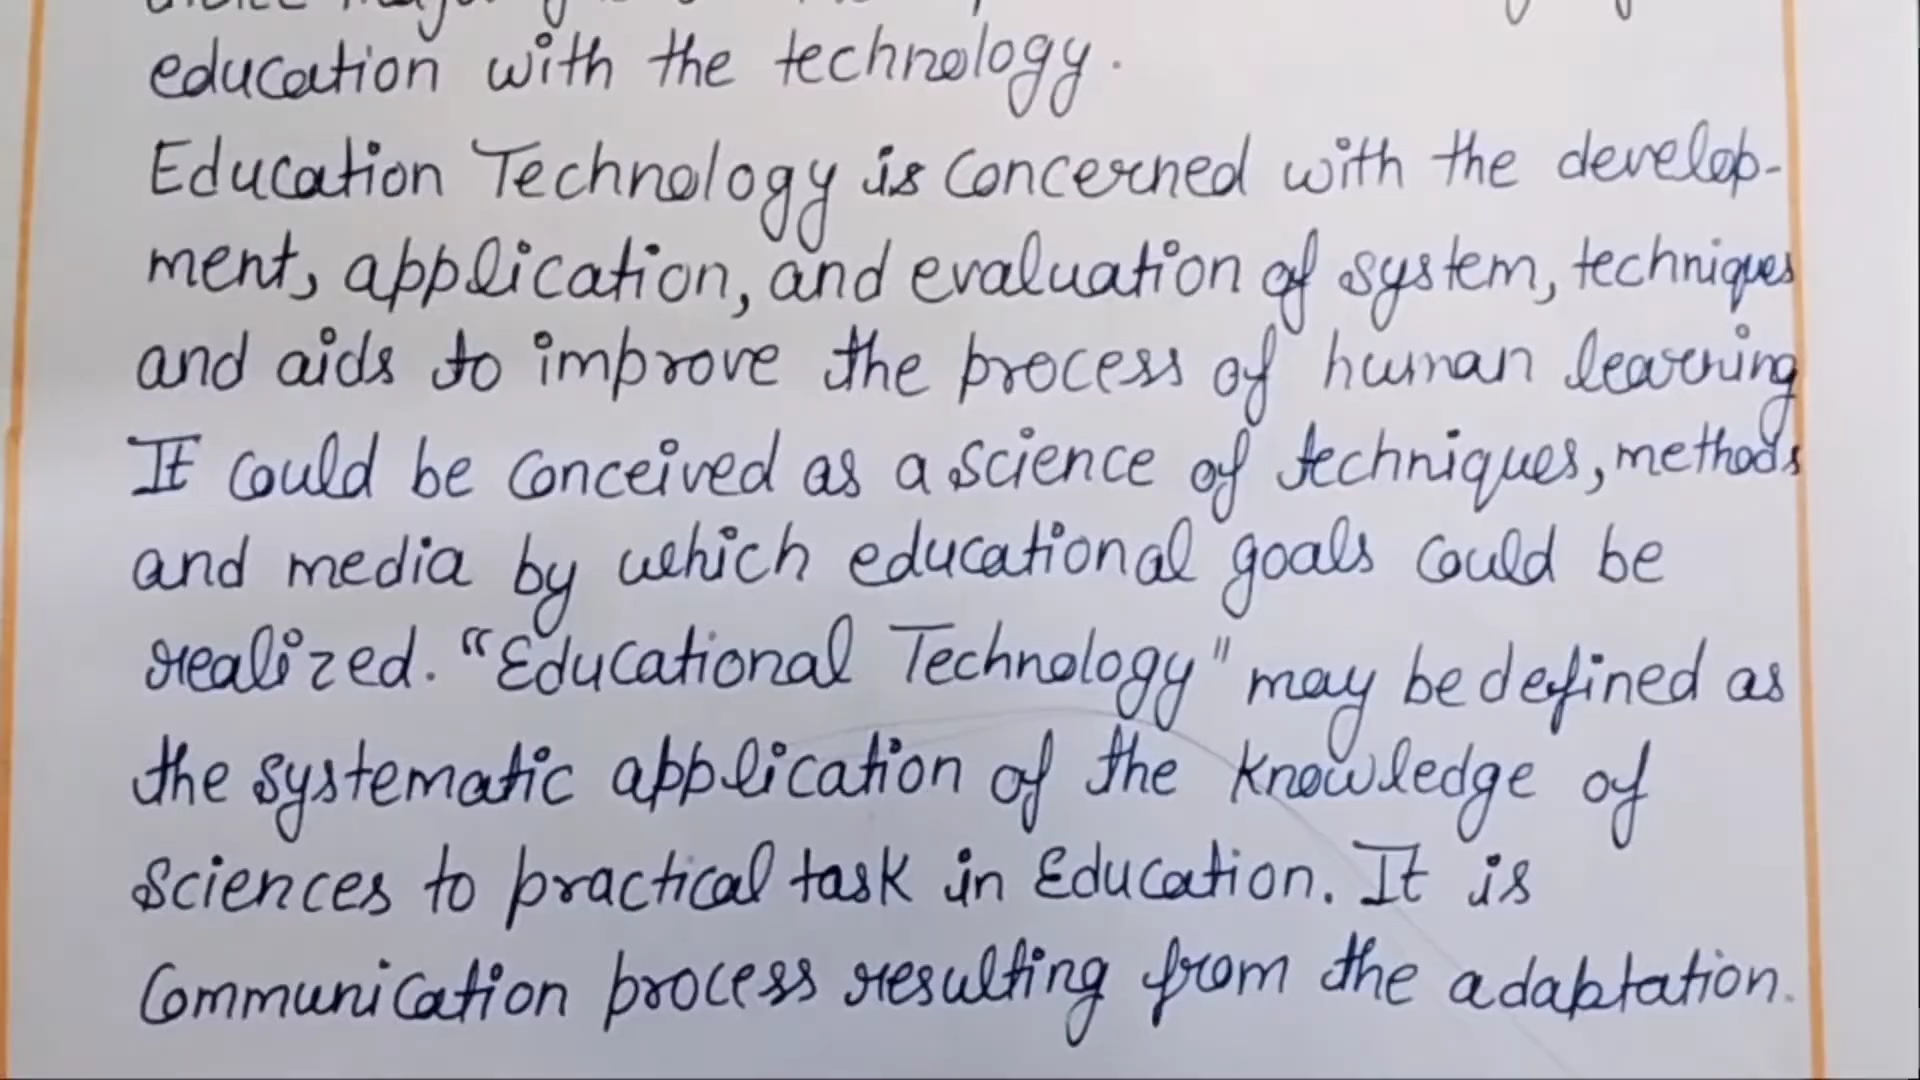 education with the technology.
Education Technology is concerned with the develop-
ment, application, and evaluation of system, techniques
and aids to improve the process of human learning
It could be conceived as a science of techniques, methods
and media by which educational goals could be
realized. "Educational Technology" may be defined as
the systematic application of the knowledge of
sciences to practical task in Education. It is
Communication process resulting from the adaptation.